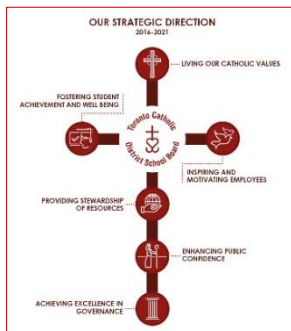 OUR STRATEGIC DIRECTION
2016-2021
LIVING OUR CATHOLIC VALUES
FOSTERING STUDENT
ACHIEVEMENT AND WELL BEING
Toronto Catholic
District School Board
INSPIRING AND
MOTIVATING EMPLOYEES
PROVIDING STEWARDSHIP
OF RESOURCES
ENHANCING PUBLIC
CONFIDENCE
ACHIEVING EXCELLENCE IN
GOVERNANCE